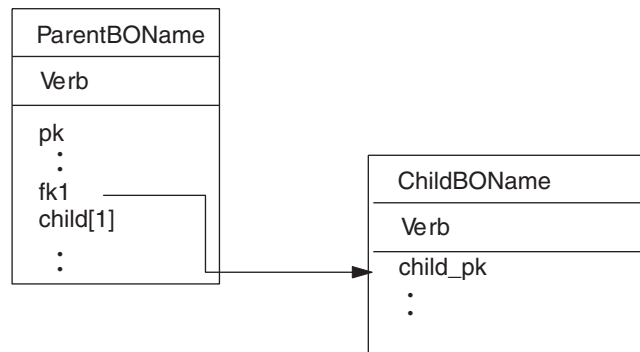 ParentBOName
Verb
pk
fk1
child[1]
ChildBOName
Verb
child_pk